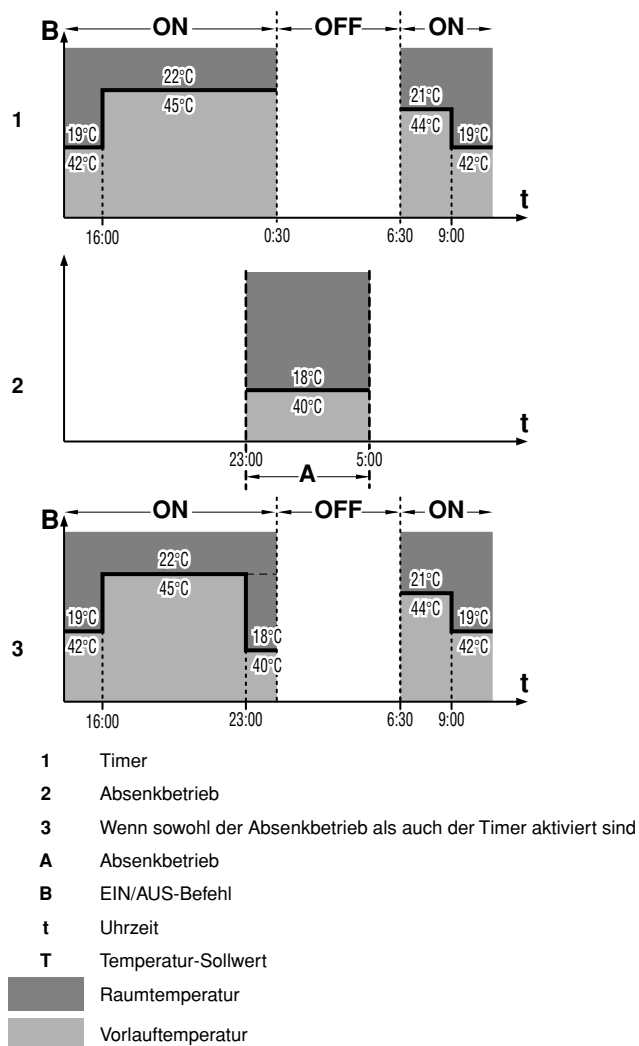 B ON OFF ON
22°C
45°C
21°C
44°C
19°C
42°C
19°C
42°C
1
t
16:00 0:30 6:30 9:00
18°C
40°C
2
t
23:00 5:00
A
B ON OFF ON
22°C
45°C
21°C
44°C
19°C
42°C
18°C
40°C
19°C
42°C
3
t
16:00 23:00 6:30 9:00
1 Timer
2 Absenkbetrieb
3 Wenn sowohl der Absenkbetrieb als auch der Timer aktiviert sind
A Absenkbetrieb
B EIN/AUS-Befehl
t Uhrzeit
T Temperatur-Sollwert
Raumtemperatur
Vorlauftemperatur